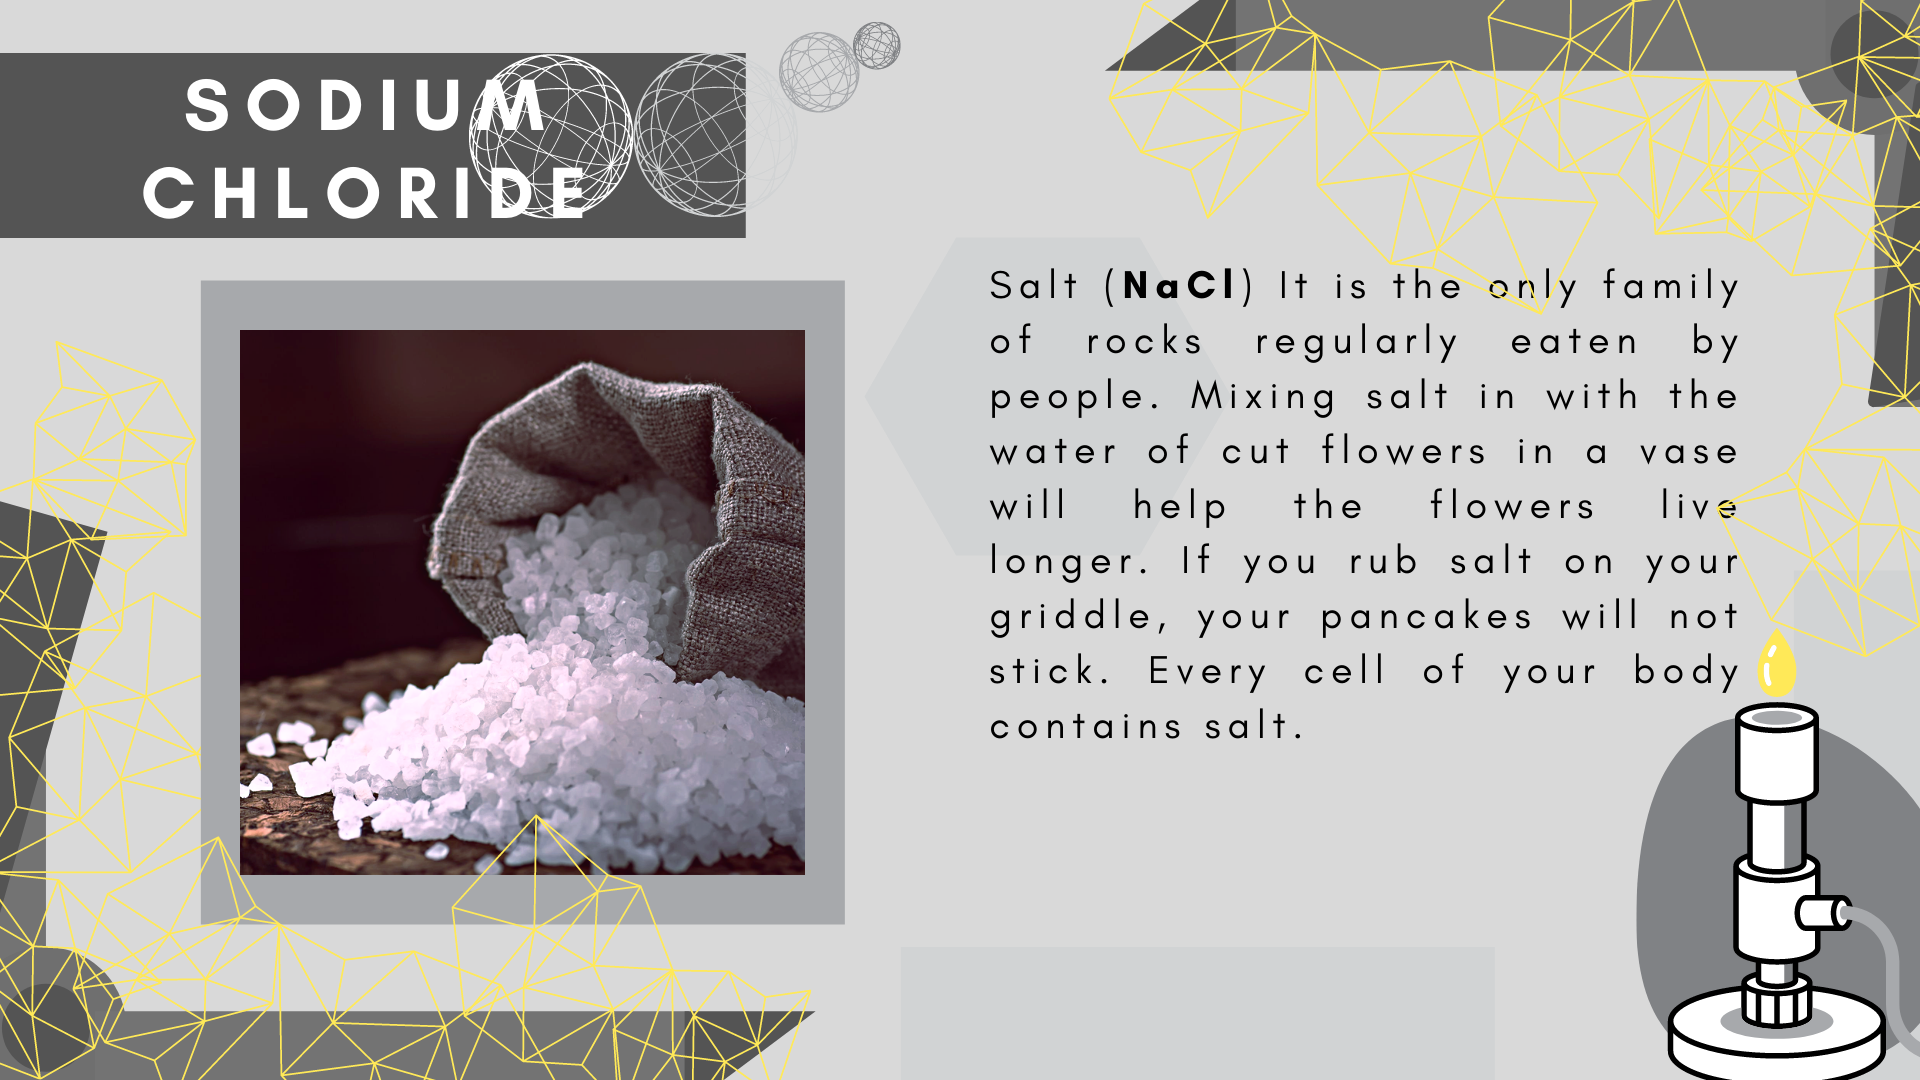 SODIUM
CHLORIDE
Salt (NaCl) It is the only family
of rocks regularly eaten by
people. Mixing salt in with the
water of cut flowers in a vase
will help the flowers live
longer. If you rub salt on your
griddle, your pancakes will not
stick. Every cell of your body
contains salt.